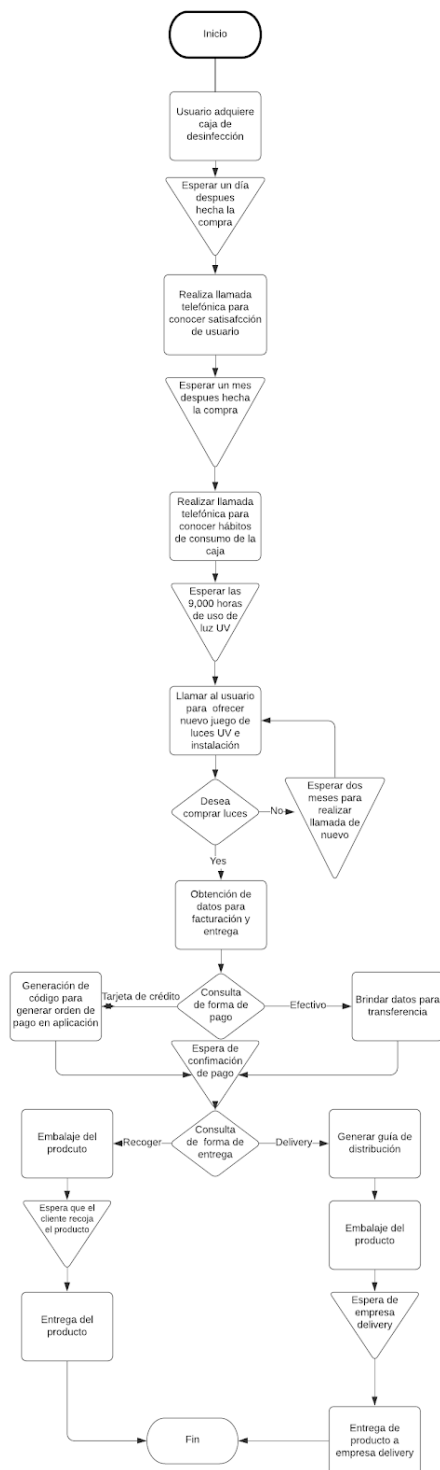 Inicio
Usuario adquiere
caja de
desinfección
Esperar un día
despues
hecha la
compra
Realiza llamada
telefónica para
conocer satisafcción
de usuario
Esperar un mes
despues hecha
la compra
Realizar llamada
telefónica para
conocer hábitos
de consumo de la
caja
Esperar las
9,000 horas
de uso de
luz UV
Llamar al usuario
para ofrecer
nuevo juego de
luces UV e
instalación
Desea
comprar luces
No
Esperar dos
meses para
realizar
llamada de
nuevo
Yes
Obtención de
datos para
facturación y
entrega
Generación de
código para
generar orden de
pago en aplicación
Tarjeta de crédito
Consulta
de forma de
pago
Efectivo
Brindar datos para
transferencia
Espera de
confimación
de pago
Embalaje del
prodcuto
Recoger
Consulta
de forma de
entrega
Delivery
Generar guía de
distribución
Espera que el
cliente recoja
el producto
Embalaje del
producto
Entrega del
producto
Espera de
empresa
delivery
Fin
Entrega de
producto a
empresa delivery